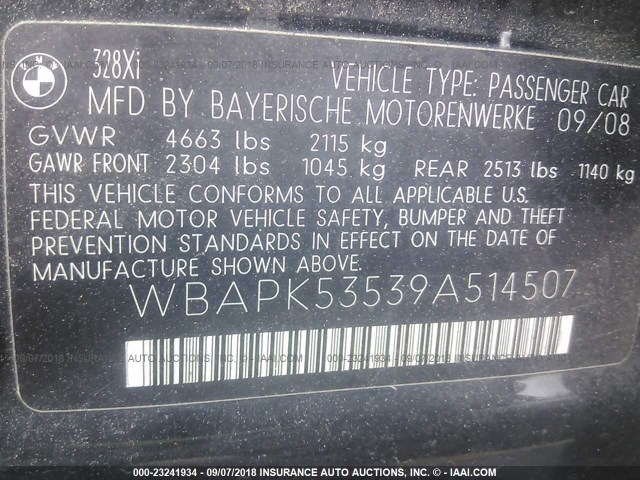 BMW
328Xi
VEHICLE TYPE: PASSENGER CAR
MFD BY BAYERISCHE MOTORENWERKE 09/08
GVWR 4663 lbs 2115 kg
GAWR FRONT 2304 lbs 1045 kg REAR 2513 lbs 1140 kg
THIS VEHICLE CONFORMS TO ALL APPLICABLE U.S.
FEDERAL MOTOR VEHICLE SAFETY, BUMPER AND THEFT
PREVENTION STANDARDS IN EFFECT ON THE DATE OF
MANUFACTURE SHOWN ABOVE.
WBAPK53539A514507
000-23241934 - 09/07/2018 INSURANCE AUTO AUCTIONS, INC. - © IAAI.COM